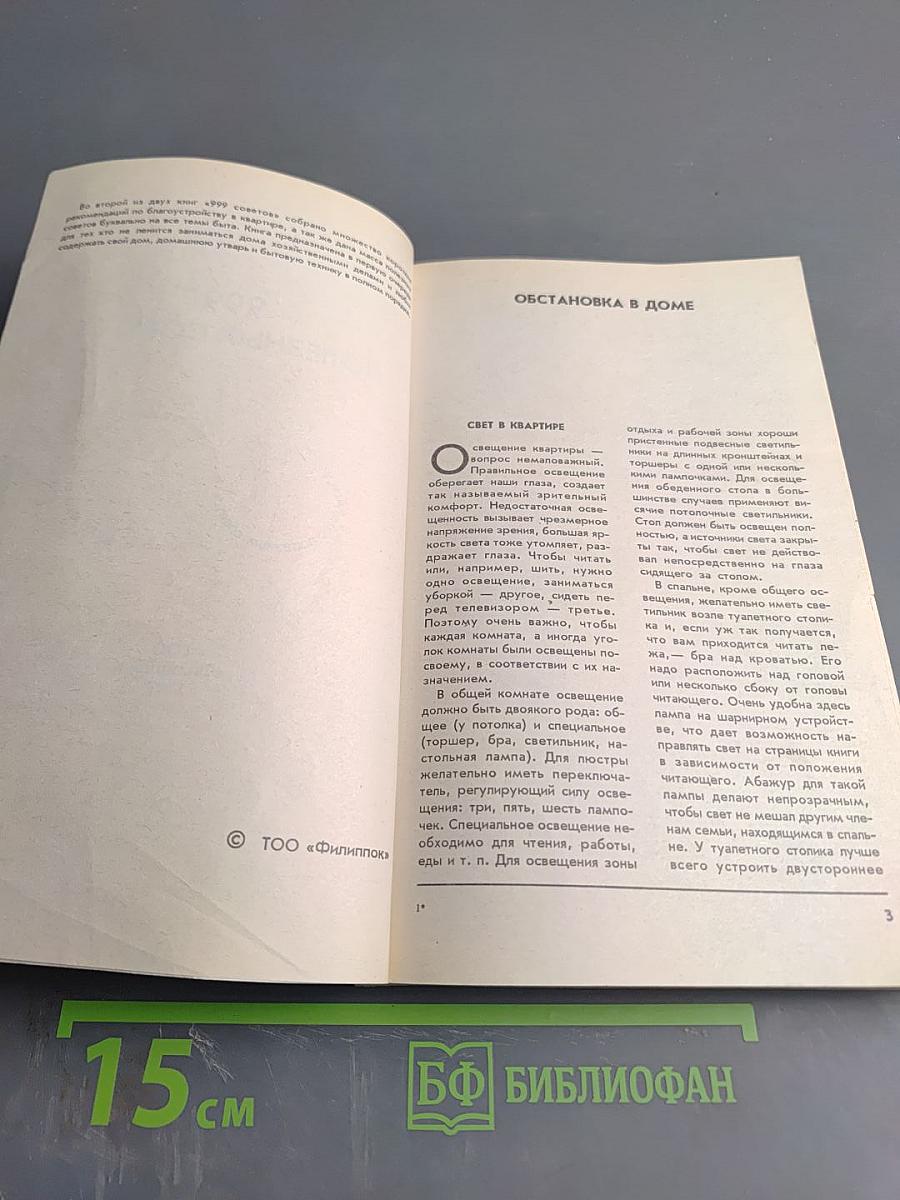 Во второй из двух книг «999 советов» собрано множество
рекомендаций по благоустройству в квартире, а так же дана масса полезных
советов буквально на все темы быта. Книга предназначена в первую очередь
для тех кто не ленится заниматься дома хозяйственными делами и любит
содержать свой дом, домашнюю утварь и бытовую технику в полном порядке.
© ТОО «Филиппок»
ОБСТАНОВКА В ДОМЕ
СВЕТ В КВАРТИРЕ
Освещение квартиры —
вопрос немаловажный.
Правильное освещение
оберегает наши глаза, создает
так называемый зрительный
комфорт. Недостаточная осве-
щенность вызывает чрезмерное
напряжение зрения, большая яр-
кость света тоже утомляет, раз-
дражает глаза. Чтобы читать
или, например, шить, нужно
одно освещение, заниматься
уборкой — другое, сидеть пе-
ред телевизором — третье.
Поэтому очень важно, чтобы
каждая комната, а иногда уго-
лок комнаты были освещены по-
своему, в соответствии с их на-
значением.
В общей комнате освещение
должно быть двоякого рода: об-
щее (у потолка) и специальное
(торшер, бра, светильник, на-
стольная лампа). Для люстры
желательно иметь переключа-
тель, регулирующий силу осве-
щения: три, пять, шесть лампо-
чек. Специальное освещение не-
обходимо для чтения, работы,
еды и т. п. Для освещения зоны
отдыха и рабочей зоны хороши
пристенные подвесные светиль-
ники на длинных кронштейнах и
торшеры с одной или несколь-
кими лампочками. Для освеще-
ния обеденного стола в боль-
шинстве случаев применяют ви-
сячие потолочные светильники.
Стол должен быть освещен пол-
ностью, а источники света закры-
ты так, чтобы свет не действо-
вал непосредственно на глаза
сидящего за столом.
В спальне, кроме общего ос-
вещения, желательно иметь све-
тильник возле туалетного столи-
ка и, если уж так получается,
что вам приходится читать ле-
жа,— бра над кроватью. Его
надо расположить над головой
или несколько сбоку от головы
читающего. Очень удобна здесь
лампа на шарнирном устройст-
ве, что дает возможность на-
правлять свет на страницы книги
в зависимости от положения
читающего. Абажур для такой
лампы делают непрозрачным,
чтобы свет не мешал другим чле-
нам семьи, находящимся в спаль-
не. У туалетного столика лучше
всего устроить двустороннее
1*
3
15 см
БФ БИБЛИОФАН